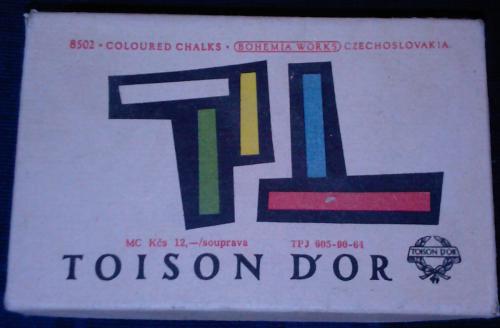 8502 • COLOURED CHALKS • BOHEMIA WORKS CZECHOSLOVAKIA
MC Kčs 12,—/souprava TPJ 605-90-64
TOISON D'OR
TOISON D'OR